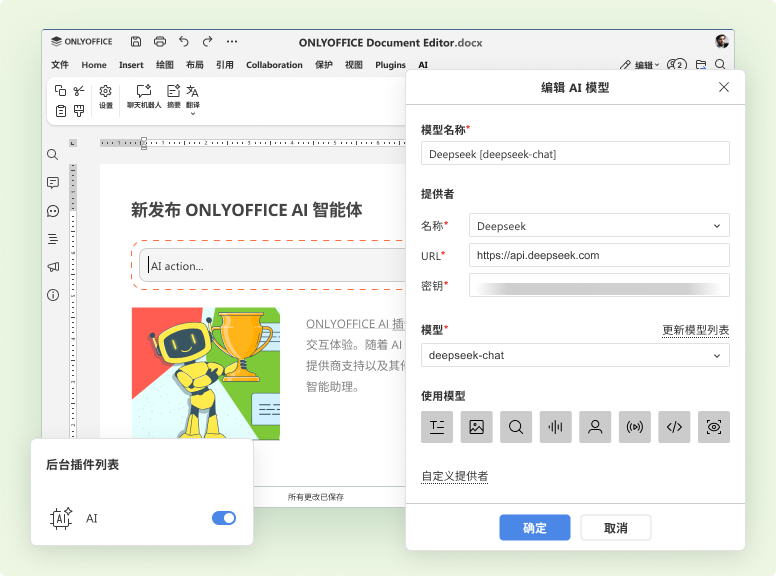 ONLYOFFICE
ONLYOFFICE Document Editor.docx
文件 Home Insert 绘图 布局 引用 Collaboration 保护 视图 Plugins AI
编辑 2
设置 聊天机器人 摘要 翻译
新发布 ONLYOFFICE AI 智能体
AI action...
ONLYOFFICE AI 插
交互体验。随着 AI
提供商支持以及其他
智能助理。
所有更改已保存
后台插件列表
AI AI
编辑 AI 模型
模型名称*
Deepseek [deepseek-chat]
提供者
名称* Deepseek
URL* https://api.deepseek.com
密钥*
模型* 更新模型列表
deepseek-chat
使用模型
自定义提供者
确定 取消